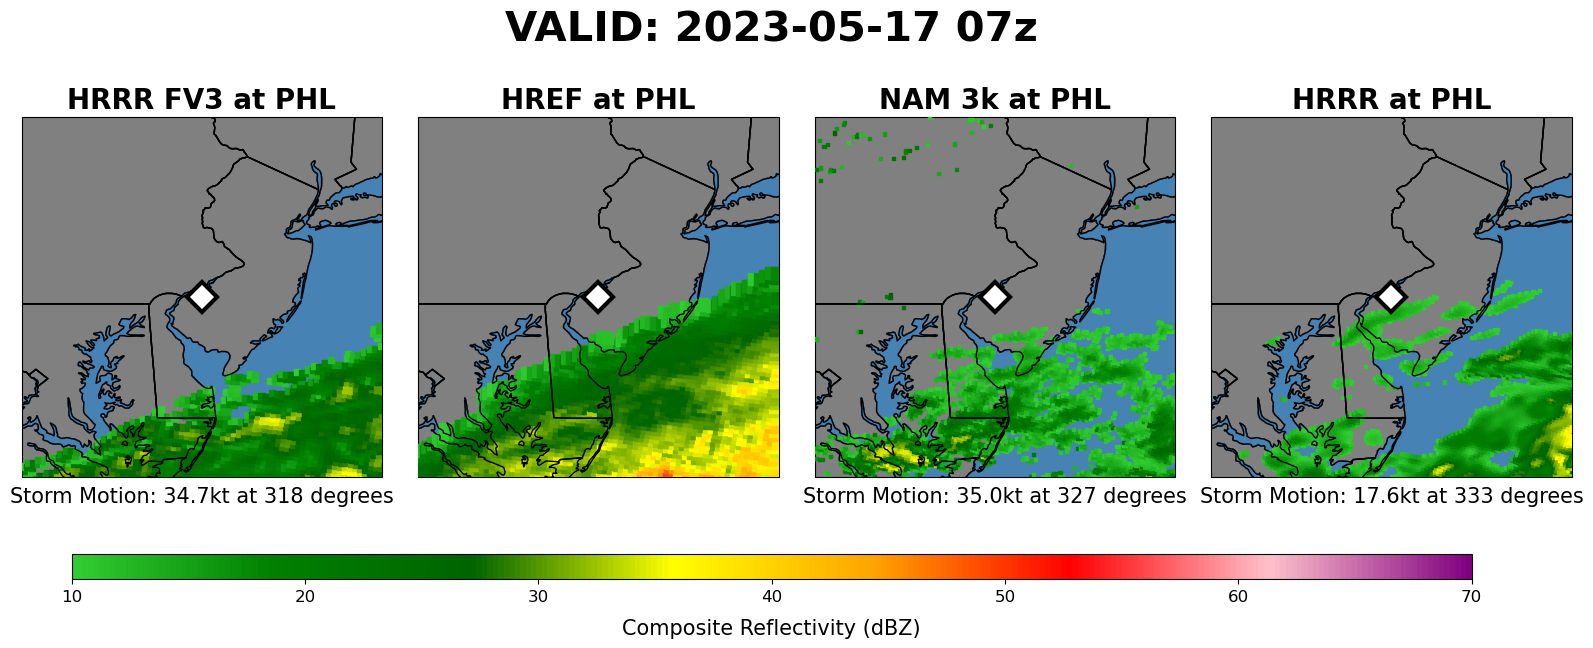 VALID: 2023-05-17 07z
HRRR FV3 at PHL
HREF at PHL
NAM 3k at PHL
HRRR at PHL
Storm Motion: 34.7kt at 318 degrees
Storm Motion: 35.0kt at 327 degrees
Storm Motion: 17.6kt at 333 degrees
10 20 30 40 50 60 70
Composite Reflectivity (dBZ)